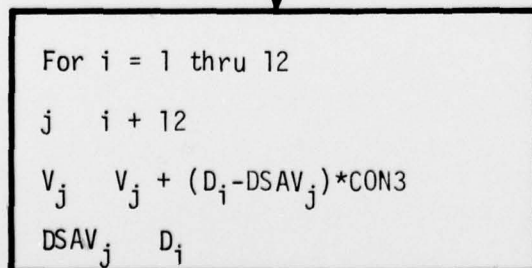 For i = 1 thru 12
j i + 12
V_j V_j + (D_i-DSAV_j)*CON3
DSAV_j D_i